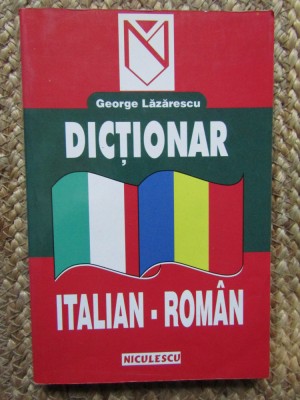 George Lăzărescu
DICȚIONAR
ITALIAN - ROMÂN
NICULESCU